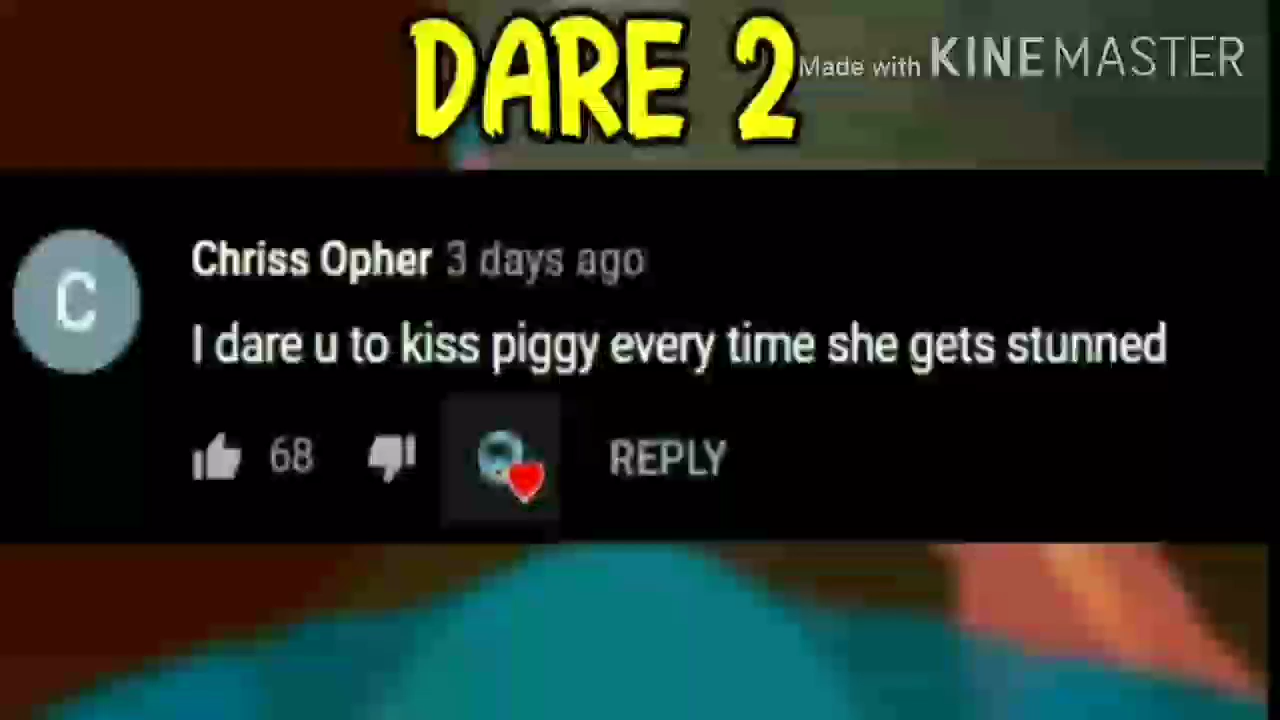 DARE 2
Made with KINEMASTER
C
Chriss Opher 3 days ago
I dare u to kiss piggy every time she gets stunned
68
REPLY